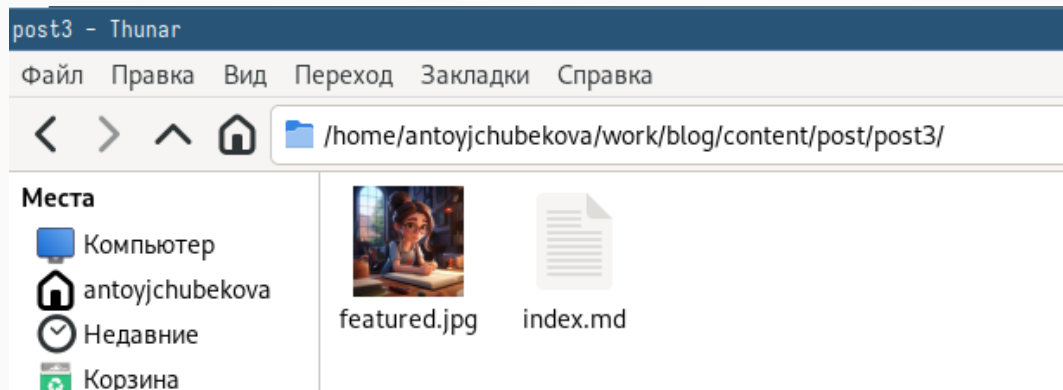 post3 – Thunar
Файл Правка Вид Переход Закладки Справка
/home/antoyjchubekova/work/blog/content/post/post3/
Места
Компьютер
antoyjchubekova
Недавние
Корзина
featured.jpg index.md